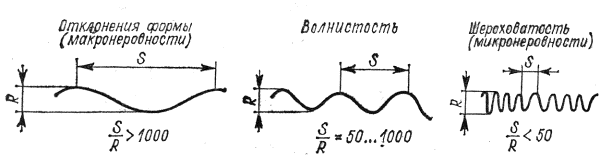 Отклонения формы
(макронеровности)
S
R
S/R > 1000
Волнистость
S
R
S/R = 50...1000
Шероховатость
(микронеровности)
S
R
S/R < 50